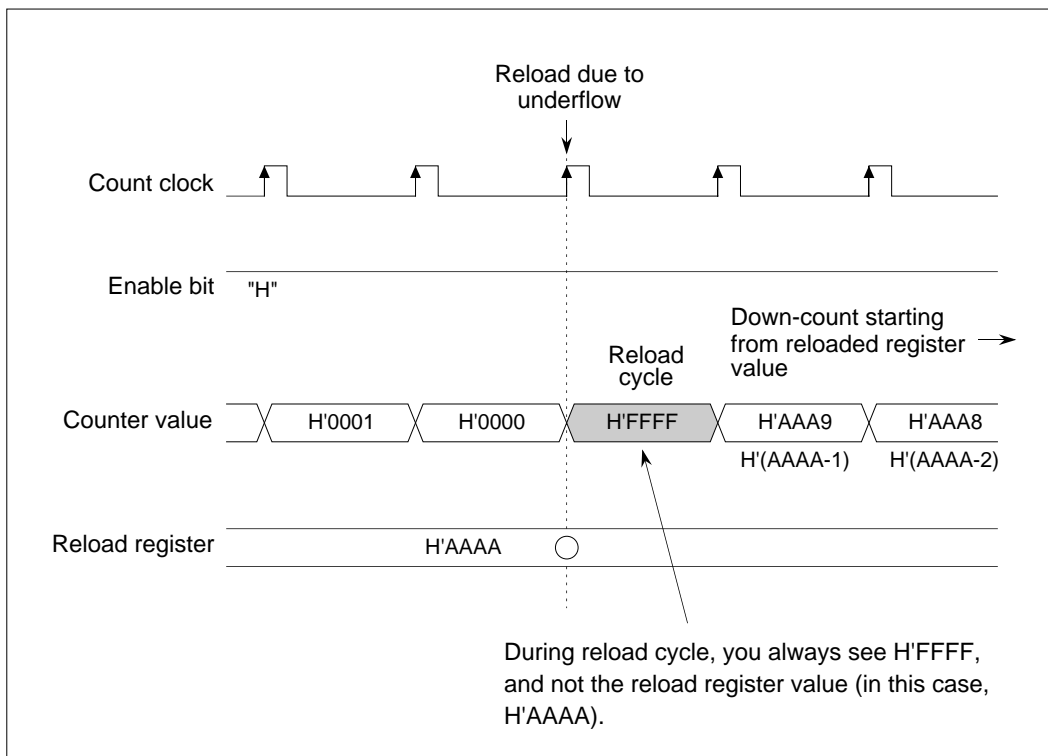 Reload due to
underflow
Count clock
Enable bit
"H"
Down-count starting
from reloaded register
value
Reload
cycle
Counter value
H'0001
H'0000
H'FFFF
H'AAA9
H'AAA8
H'(AAAA-1)
H'(AAAA-2)
Reload register
H'AAAA
During reload cycle, you always see H'FFFF,
and not the reload register value (in this case,
H'AAAA).